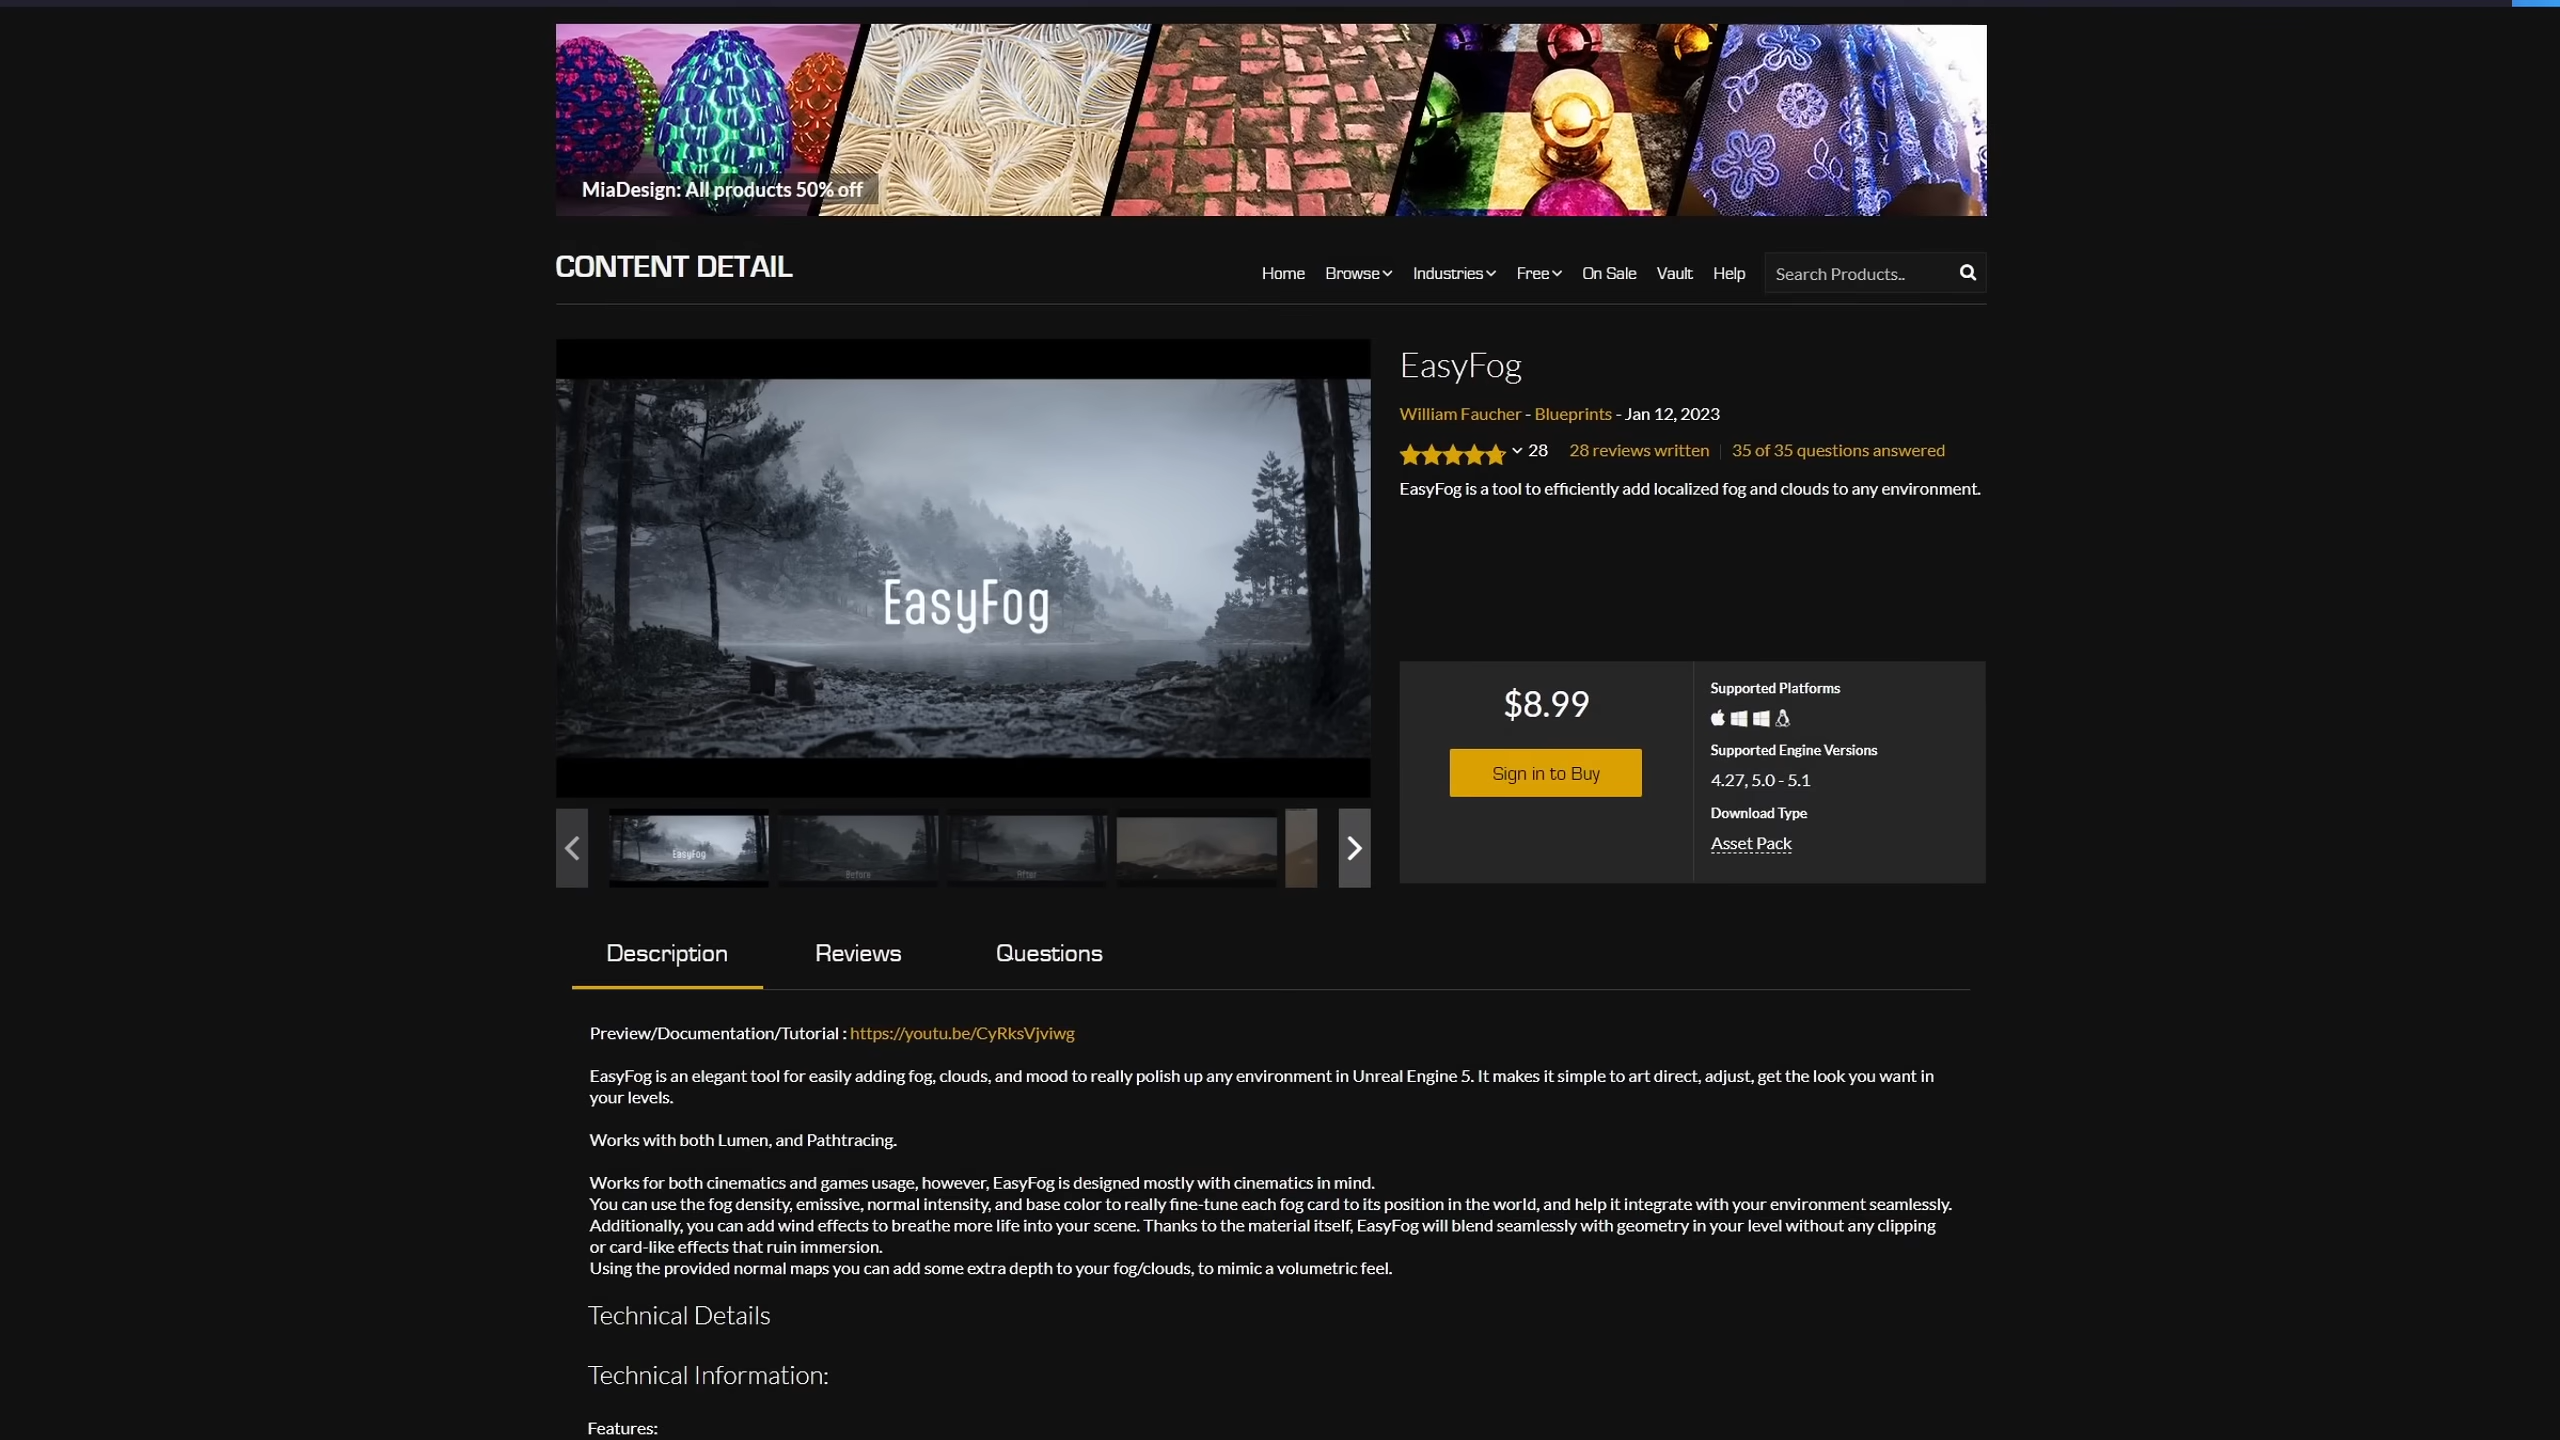 MiaDesign: All products 50% off
CONTENT DETAIL
Home Browse Industries Free On Sale Vault Help Search Products..
EasyFog
EasyFog
William Faucher - Blueprints - Jan 12, 2023
28 28 reviews written 35 of 35 questions answered
EasyFog is a tool to efficiently add localized fog and clouds to any environment.
$8.99
Sign in to Buy
Supported Platforms
Supported Engine Versions
4.27, 5.0 - 5.1
Download Type
Asset Pack
EasyFog Before After
Description Reviews Questions
Preview/Documentation/Tutorial : https://youtu.be/CyRksVjviwg
EasyFog is an elegant tool for easily adding fog, clouds, and mood to really polish up any environment in Unreal Engine 5. It makes it simple to art direct, adjust, get the look you want in
your levels.
Works with both Lumen, and Pathtracing.
Works for both cinematics and games usage, however, EasyFog is designed mostly with cinematics in mind.
You can use the fog density, emissive, normal intensity, and base color to really fine-tune each fog card to its position in the world, and help it integrate with your environment seamlessly.
Additionally, you can add wind effects to breathe more life into your scene. Thanks to the material itself, EasyFog will blend seamlessly with geometry in your level without any clipping
or card-like effects that ruin immersion.
Using the provided normal maps you can add some extra depth to your fog/clouds, to mimic a volumetric feel.
Technical Details
Technical Information:
Features: